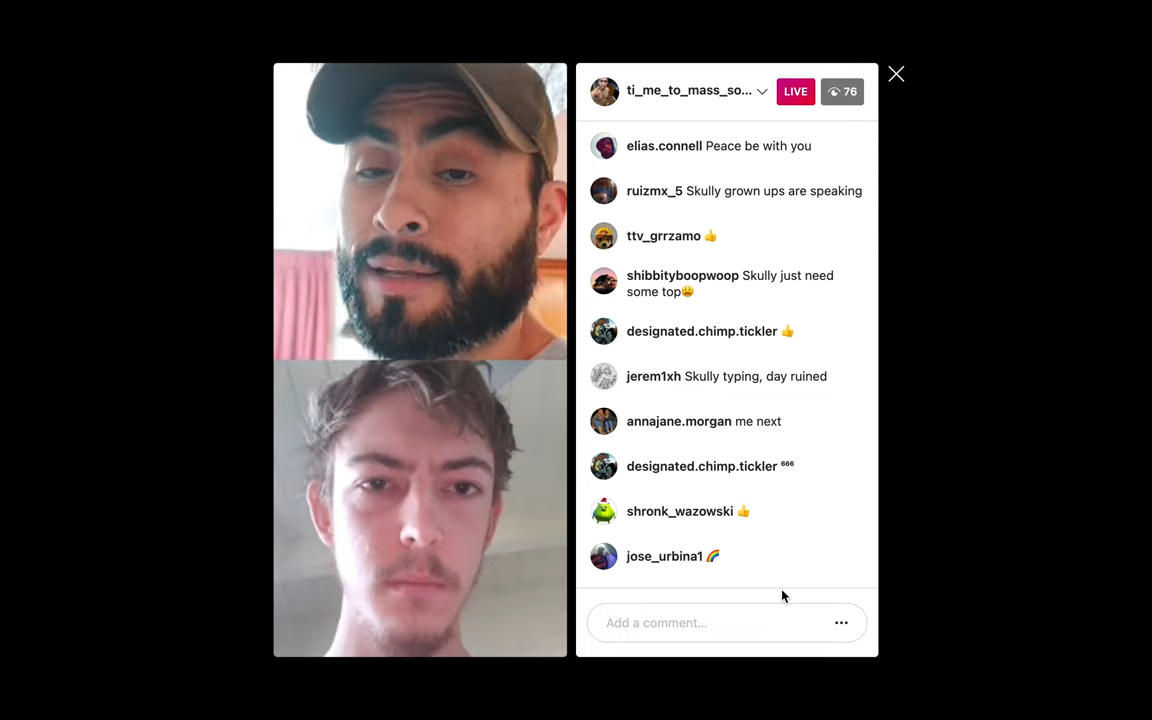 ti_me_to_mass_so...
LIVE
76
elias.connell Peace be with you
ruizmx_5 Skully grown ups are speaking
ttv_grrzamo 👍
shibbityboopwoop Skully just need
some top😩
designated.chimp.tickler 👍
jerem1xh Skully typing, day ruined
annajane.morgan me next
designated.chimp.tickler ⁶⁶⁶
shronk_wazowski 👍
jose_urbina1 🌈
Add a comment...